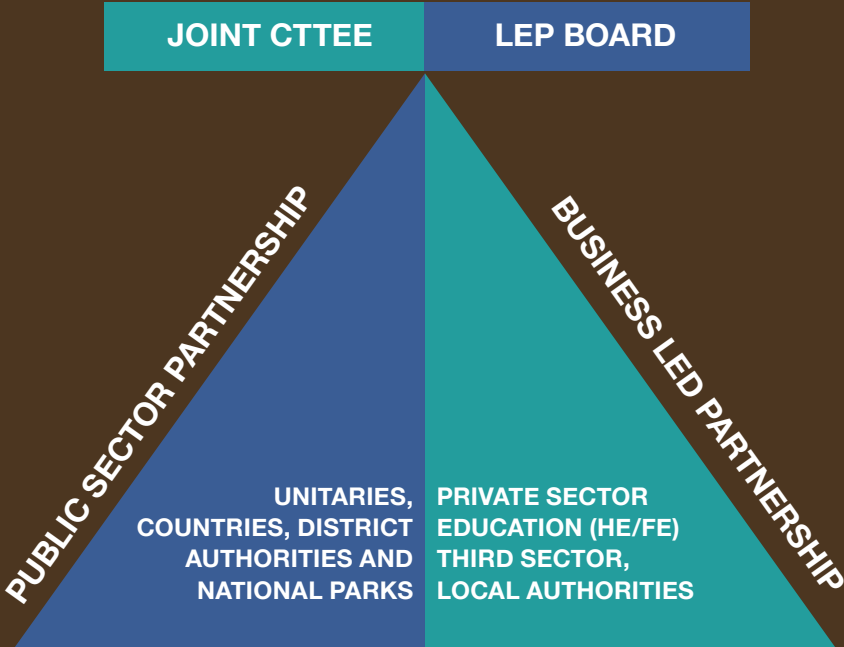 JOINT CTTEE
LEP BOARD
PUBLIC SECTOR PARTNERSHIP
BUSINESS LED PARTNERSHIP
UNITARIES,
COUNTRIES, DISTRICT
AUTHORITIES AND
NATIONAL PARKS
PRIVATE SECTOR
EDUCATION (HE/FE)
THIRD SECTOR,
LOCAL AUTHORITIES